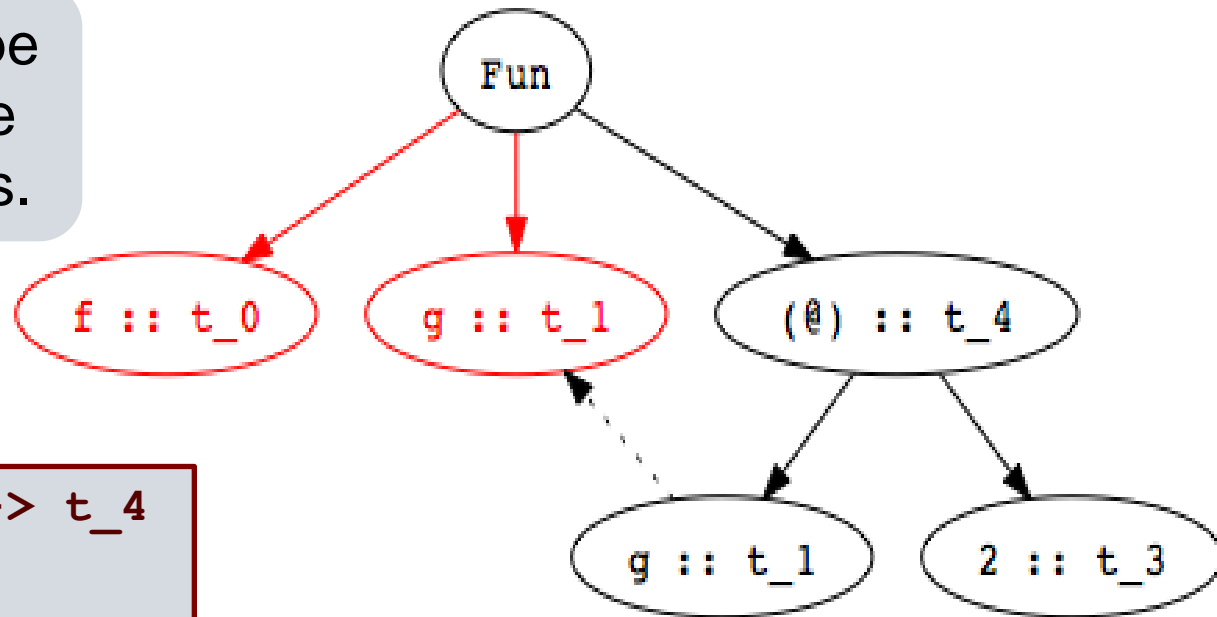 s.
Fun
f :: t_0
g :: t_1
(@) :: t_4
> t_4
g :: t_1
2 :: t_3